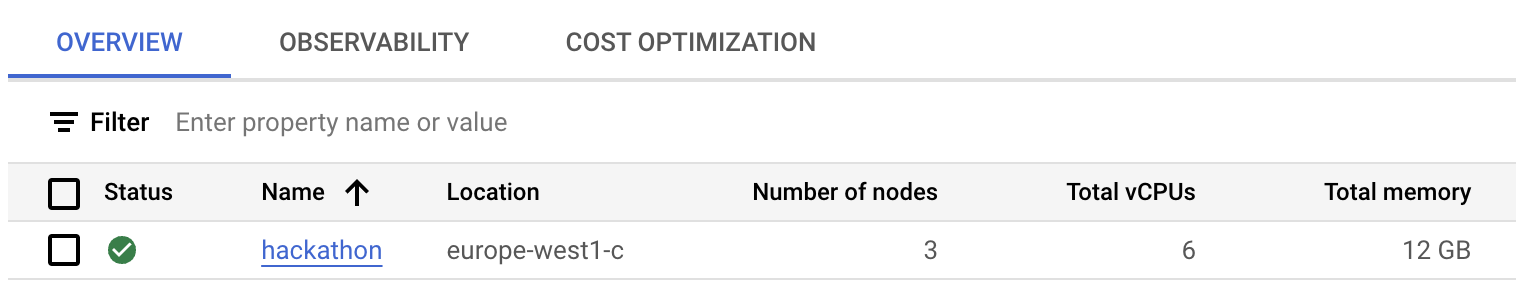 OVERVIEW OBSERVABILITY COST OPTIMIZATION
Filter Enter property name or value
Status Name Location Number of nodes Total vCPUs Total memory
hackathon europe-west1-c 3 6 12 GB